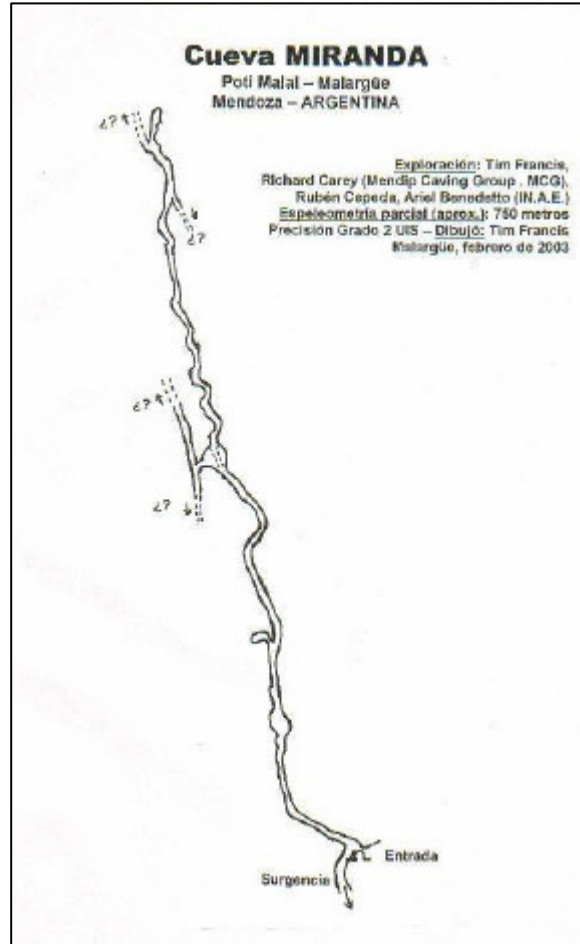 Cueva MIRANDA
Poti Malal – Malargüe
Mendoza – ARGENTINA
¿?
Exploración: Tim Francis,
Richard Carey (Mendip Caving Group . MCG),
Rubén Cepeda, Ariel Benedetto (IN.A.E.)
Espeleometría parcial (aprox.): 750 metros
Precisión Grado 2 UIS – Dibujó: Tim Francis
Malargüe, febrero de 2003
¿?
¿?
¿?
Entrada
Surgencia